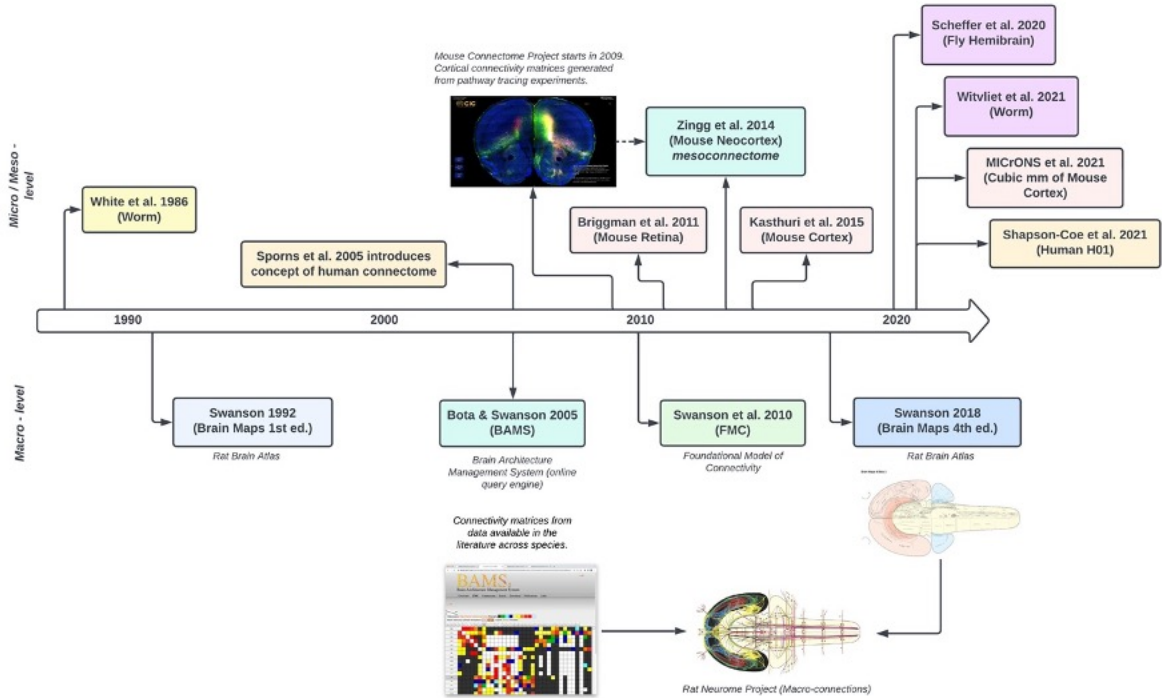 Micro / Meso -
level
White et al. 1986
(Worm)
Sporns et al. 2005 introduces
concept of human connectome
Mouse Connectome Project starts in 2009.
Cortical connectivity matrices generated
from pathway tracing experiments.
CIC
Zingg et al. 2014
(Mouse Neocortex)
mesoconnectome
Briggman et al. 2011
(Mouse Retina)
Kasthuri et al. 2015
(Mouse Cortex)
Scheffer et al. 2020
(Fly Hemibrain)
Witvliet et al. 2021
(Worm)
MICrONS et al. 2021
(Cubic mm of Mouse
Cortex)
Shapson-Coe et al. 2021
(Human H01)
1990
2000
2010
2020
Macro - level
Swanson 1992
(Brain Maps 1st ed.)
Rat Brain Atlas
Bota & Swanson 2005
(BAMS)
Brain Architecture
Management System (online
query engine)
Swanson et al. 2010
(FMC)
Foundational Model of
Connectivity
Swanson 2018
(Brain Maps 4th ed.)
Rat Brain Atlas
Connectivity matrices from
data available in the
literature across species.
BAMS
Brain Architecture Management System
Rat Neurome Project (Macro-connections)